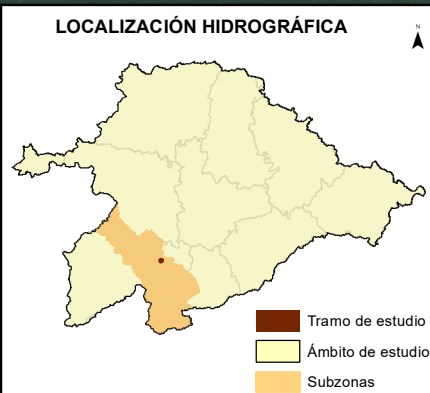 LOCALIZACIÓN HIDROGRÁFICA
N
Tramo de estudio
Ámbito de estudio
Subzonas